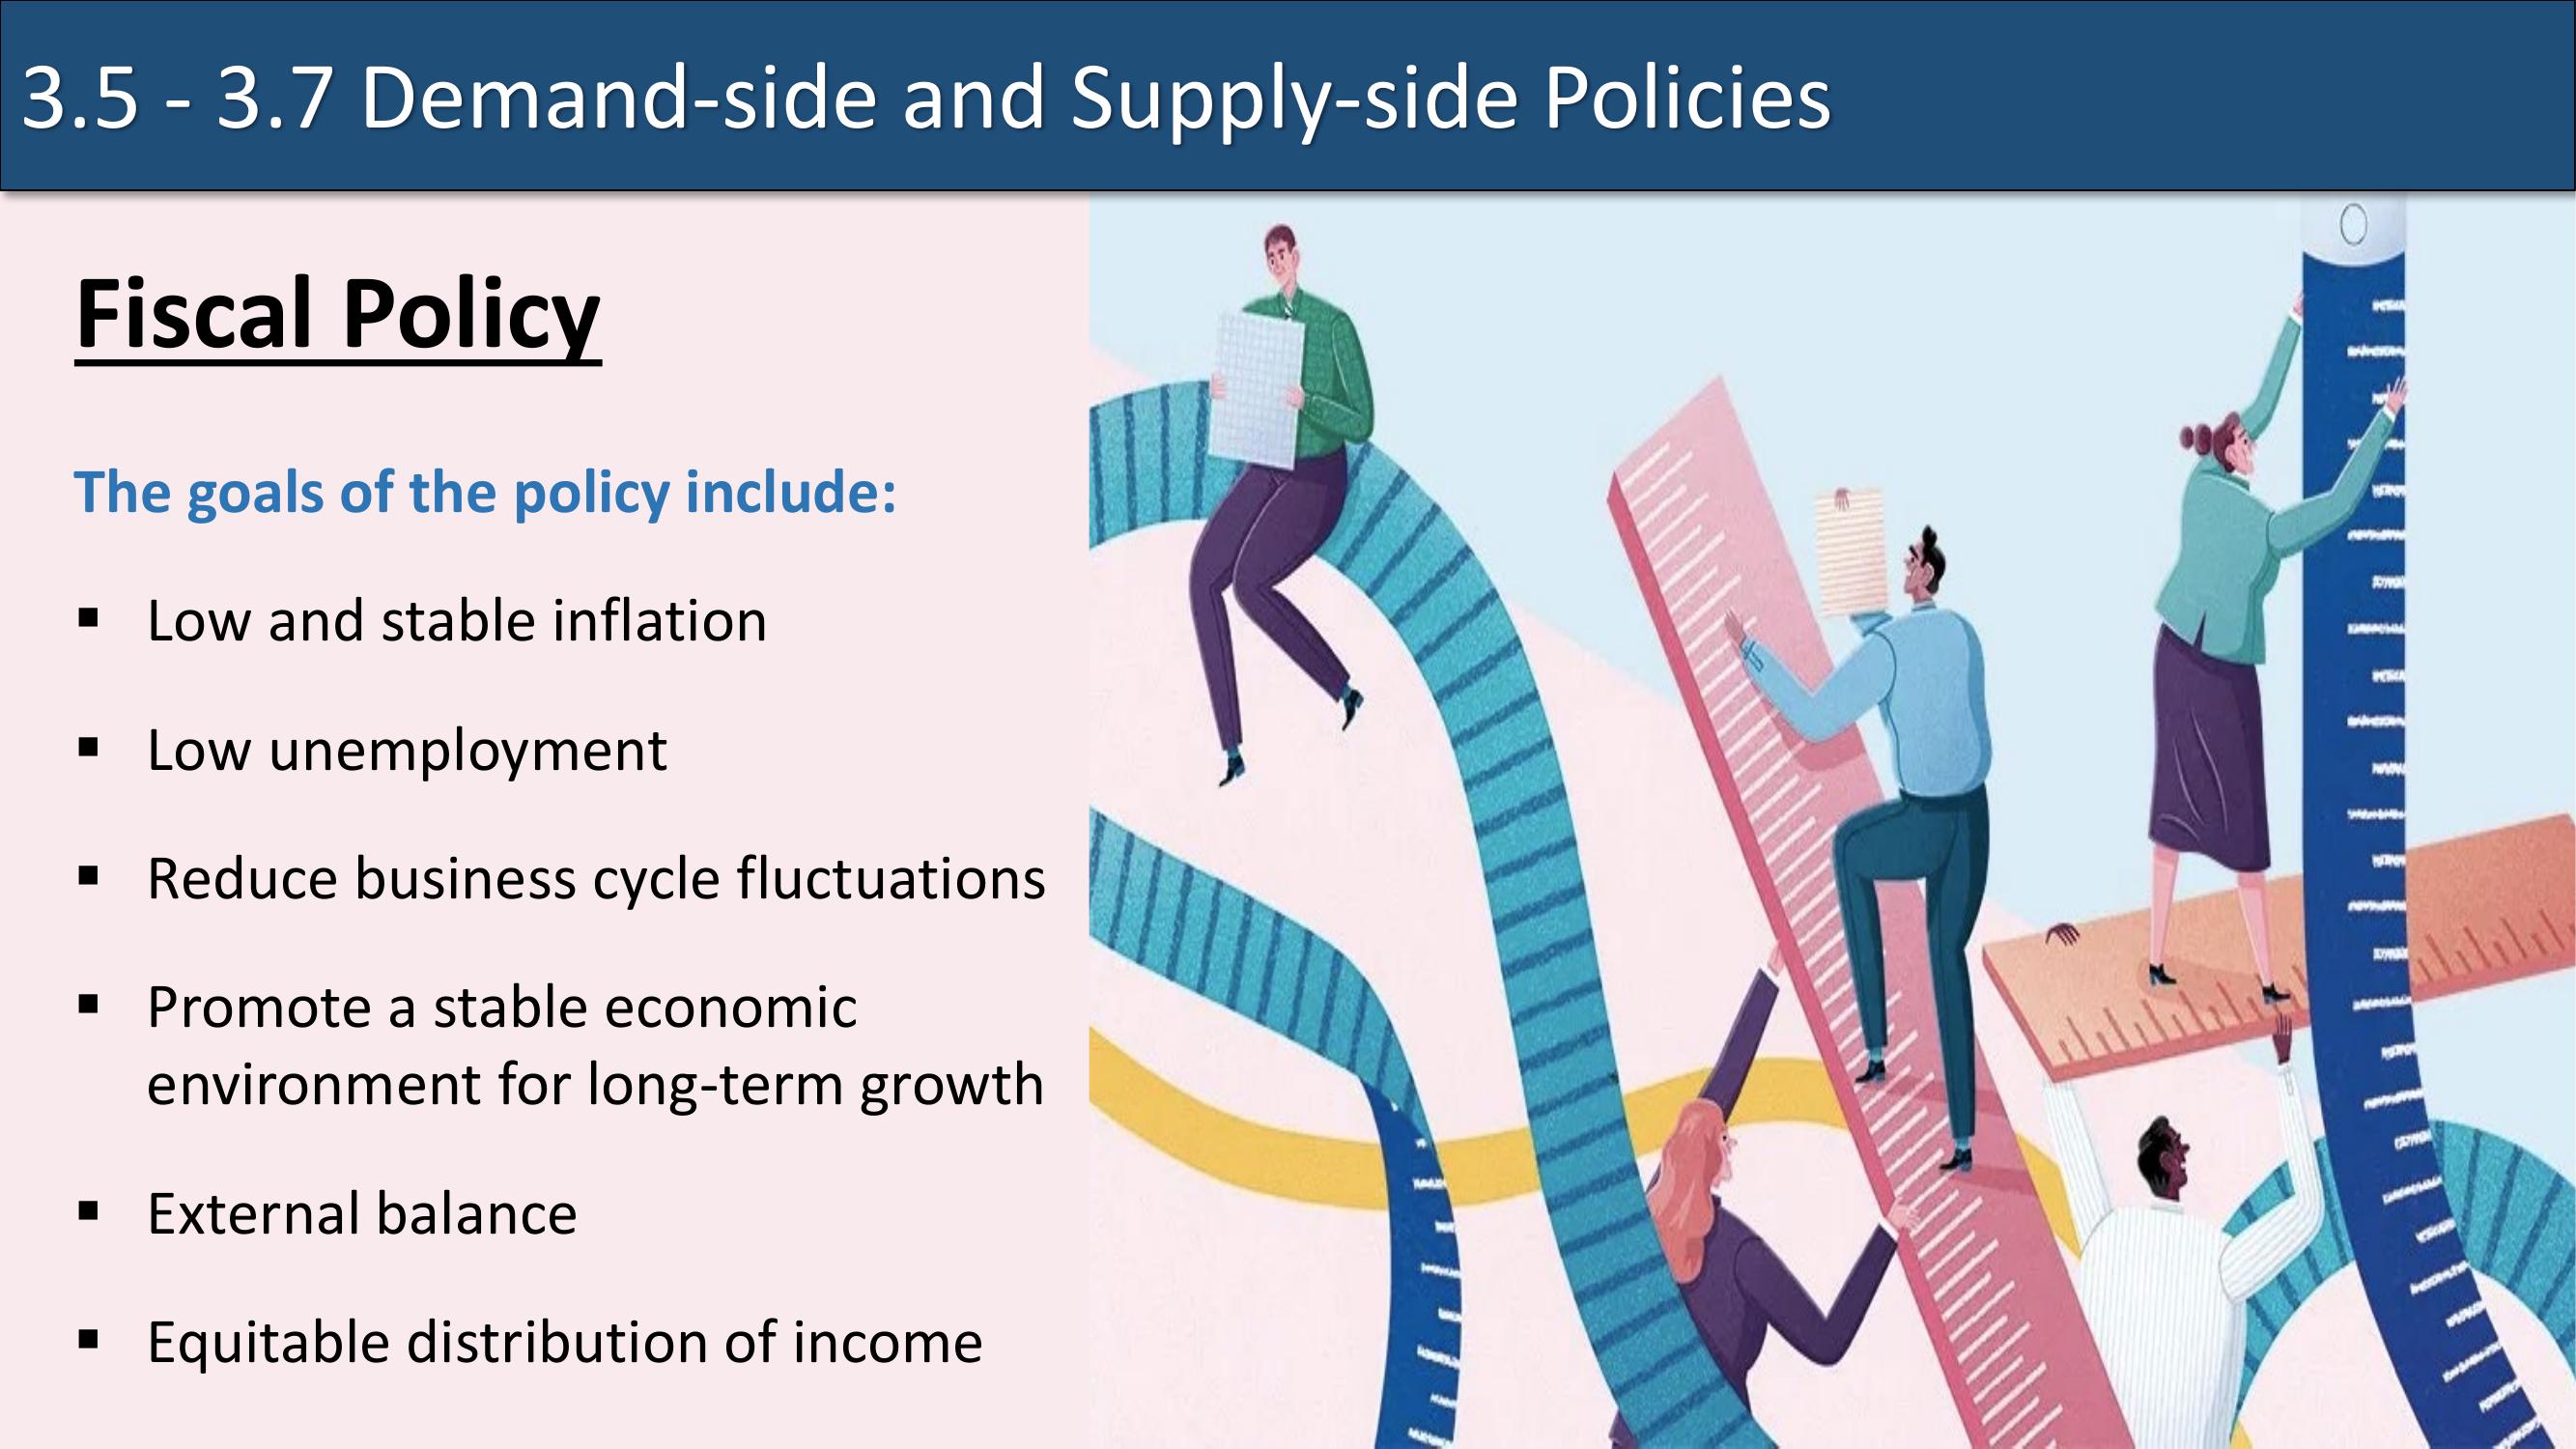 3.5 - 3.7 Demand-side and Supply-side Policies
Fiscal Policy
The goals of the policy include:
▪ Low and stable inflation
▪ Low unemployment
▪ Reduce business cycle fluctuations
▪ Promote a stable economic
environment for long-term growth
▪ External balance
▪ Equitable distribution of income